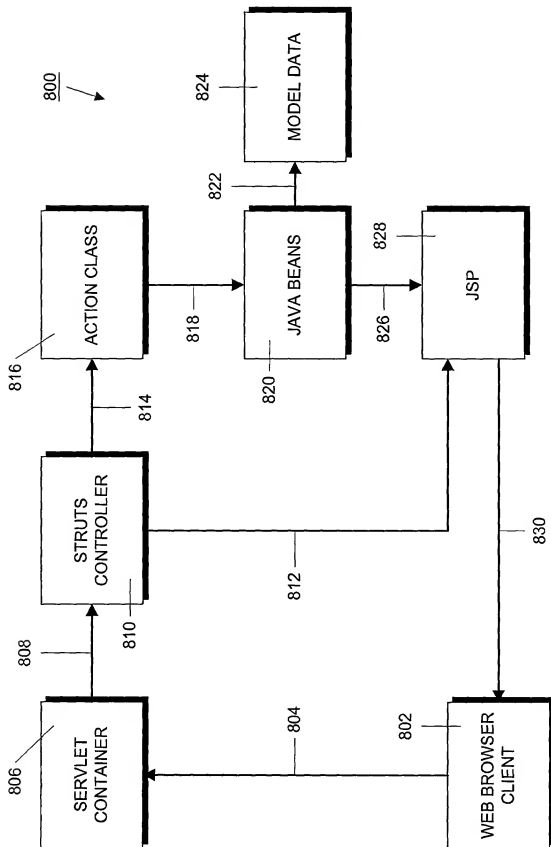 806
SERVLET
CONTAINER
808
STRUTS
CONTROLLER
810
814
816
ACTION CLASS
800
804
812
818
820
JAVA BEANS
822
824
MODEL DATA
826
802
WEB BROWSER
CLIENT
830
828
JSP